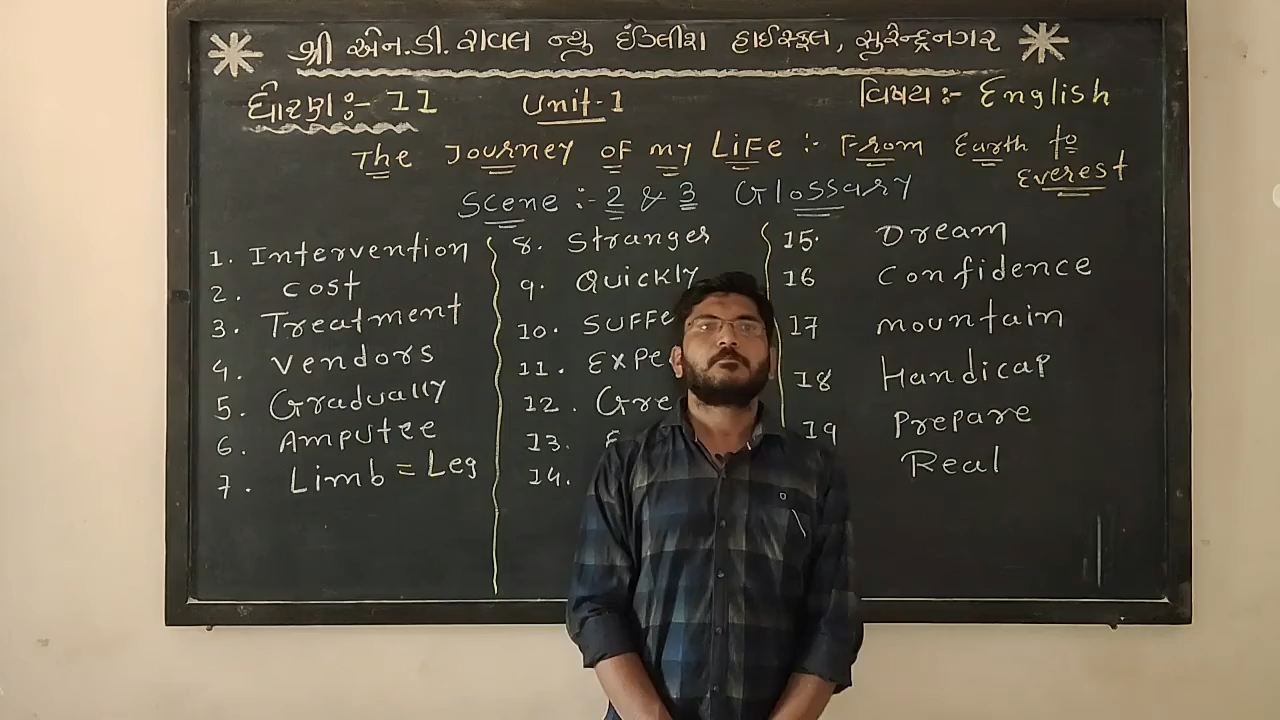 શ્રી એન.ડી. રાવલ ન્યુ ઈંગ્લીશ હાઈસ્કૂલ, સુરેન્દ્રનગર
ધોરણ :- 11 Unit-1 વિષય :- English
The Journey of my Life :- From Earth to
Everest
Scene :- 2 & 3 Glossary
1. Intervention
2. Cost
3. Treatment
4. Vendors
5. Gradually
6. Amputee
7. Limb = Leg
8. Stranger
9. Quickly
10.
11.
12.
13.
14.
15. Dream
16 Confidence
17 mountain
18 Handicap
19 Prepare
Real